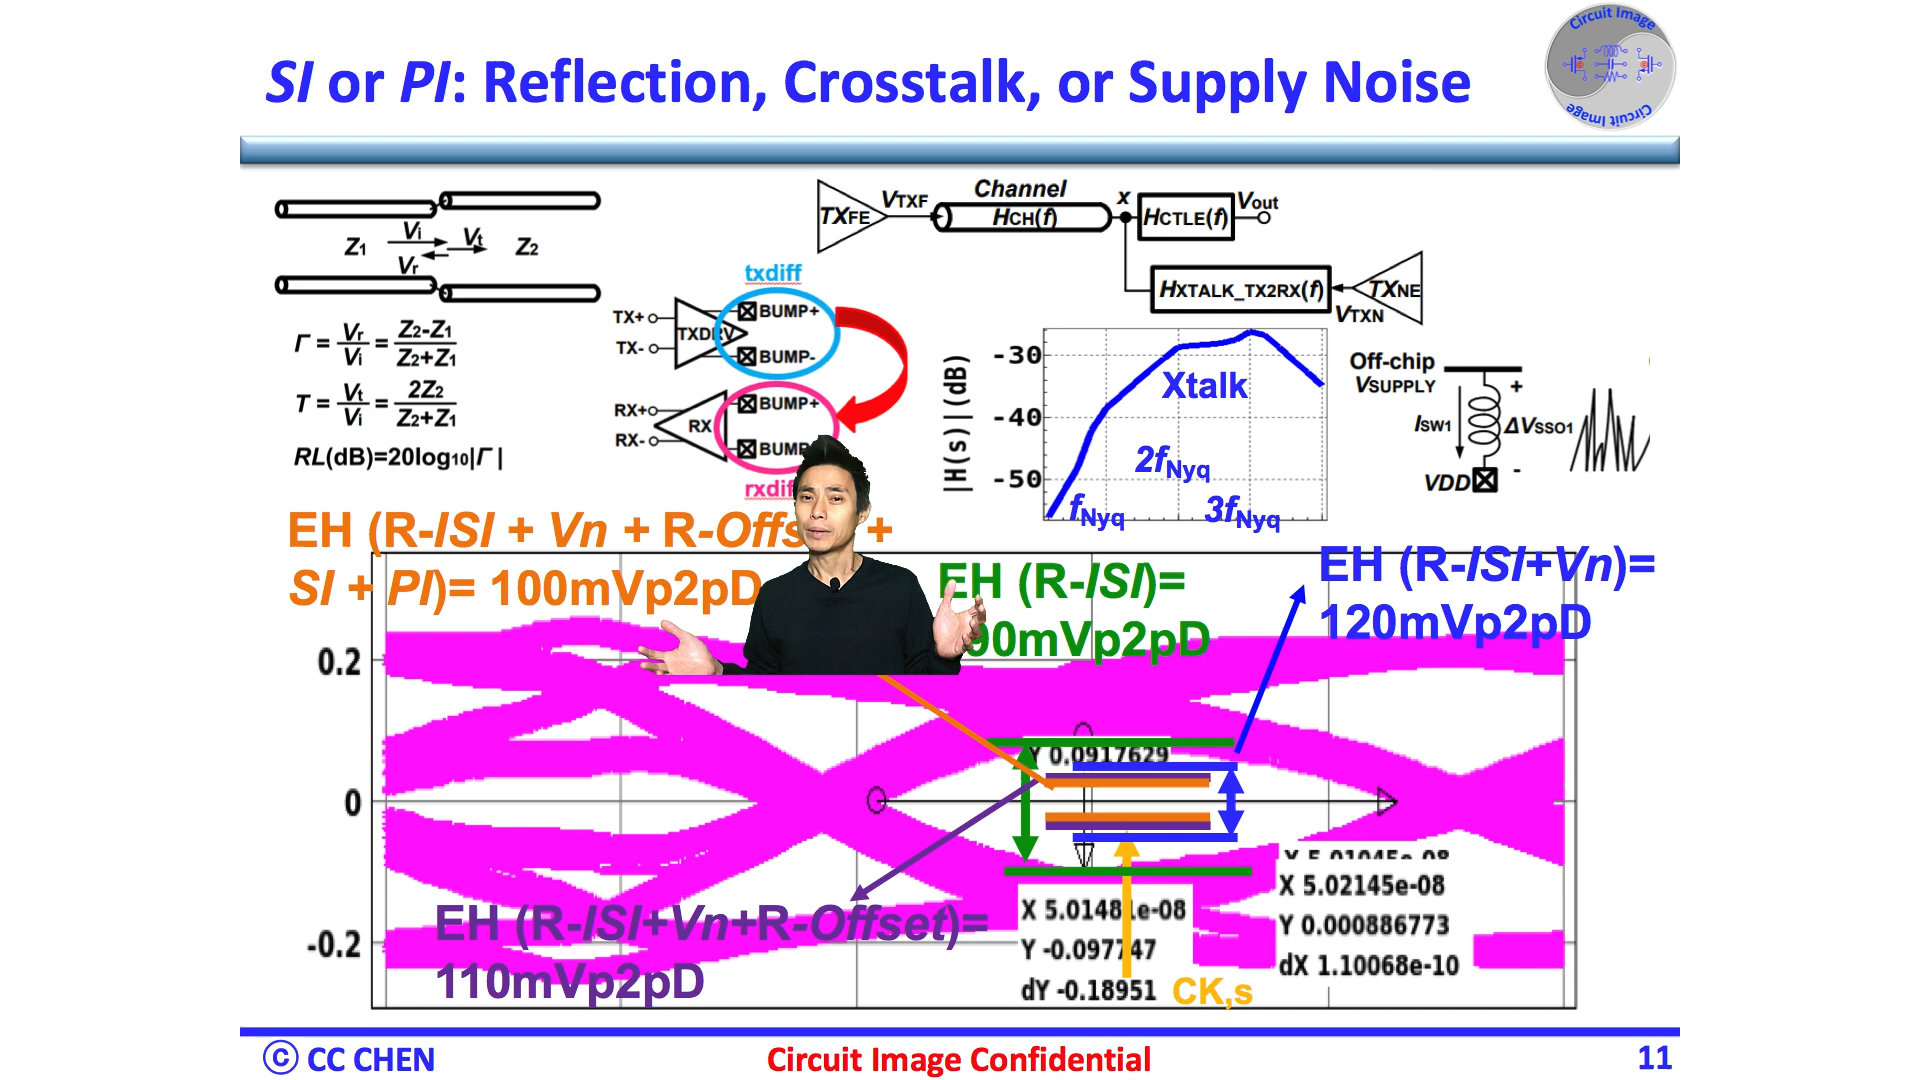 SI or PI: Reflection, Crosstalk, or Supply Noise
Circuit Image
Circuit Image
Z1
Vi
Vt
Vr
Z2
Γ = Vr/Vi = Z2-Z1/Z2+Z1
T = Vt/Vi = 2Z2/Z2+Z1
RL(dB)=20log10|Γ|
txdiff
TX+
TX-
TXDRV
BUMP+
BUMP-
RX+
RX-
RX
BUMP+
TXFE
VTXF
Channel
HCH(f)
x
HCTLE(f)
Vout
HXTALK_TX2RX(f)
TXNE
VTXN
|H(s)|(dB)
-30
-40
-50
Xtalk
fNyq
2fNyq
3fNyq
Off-chip
VSUPPLY
+
ISW1
ΔVSSO1
-
VDD
EH (R-ISI + Vn + R- +
SI + PI)= 100mVp2pD
EH (R-ISI)=
90mVp2pD
EH (R-ISI+Vn)=
120mVp2pD
0.2
0
-0.2
Y 0.0917629
EH (R-ISI+Vn+R-Offset)=
110mVp2pD
X 5.01481e-08
Y -0.097747
dY -0.18951
CK,s
X 5.02145e-08
Y 0.000886773
dX 1.10068e-10
© CC CHEN
Circuit Image Confidential
11